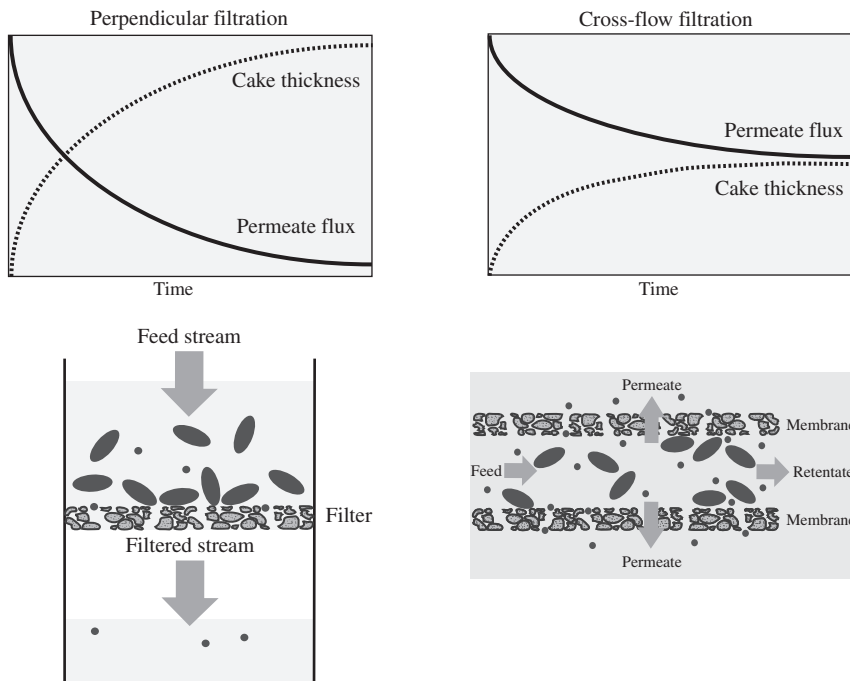 Perpendicular filtration
Cake thickness
Permeate flux
Time
Cross-flow filtration
Permeate flux
Cake thickness
Time
Feed stream
Filter
Filtered stream
Permeate
Membrane
Feed
Retentate
Membrane
Permeate